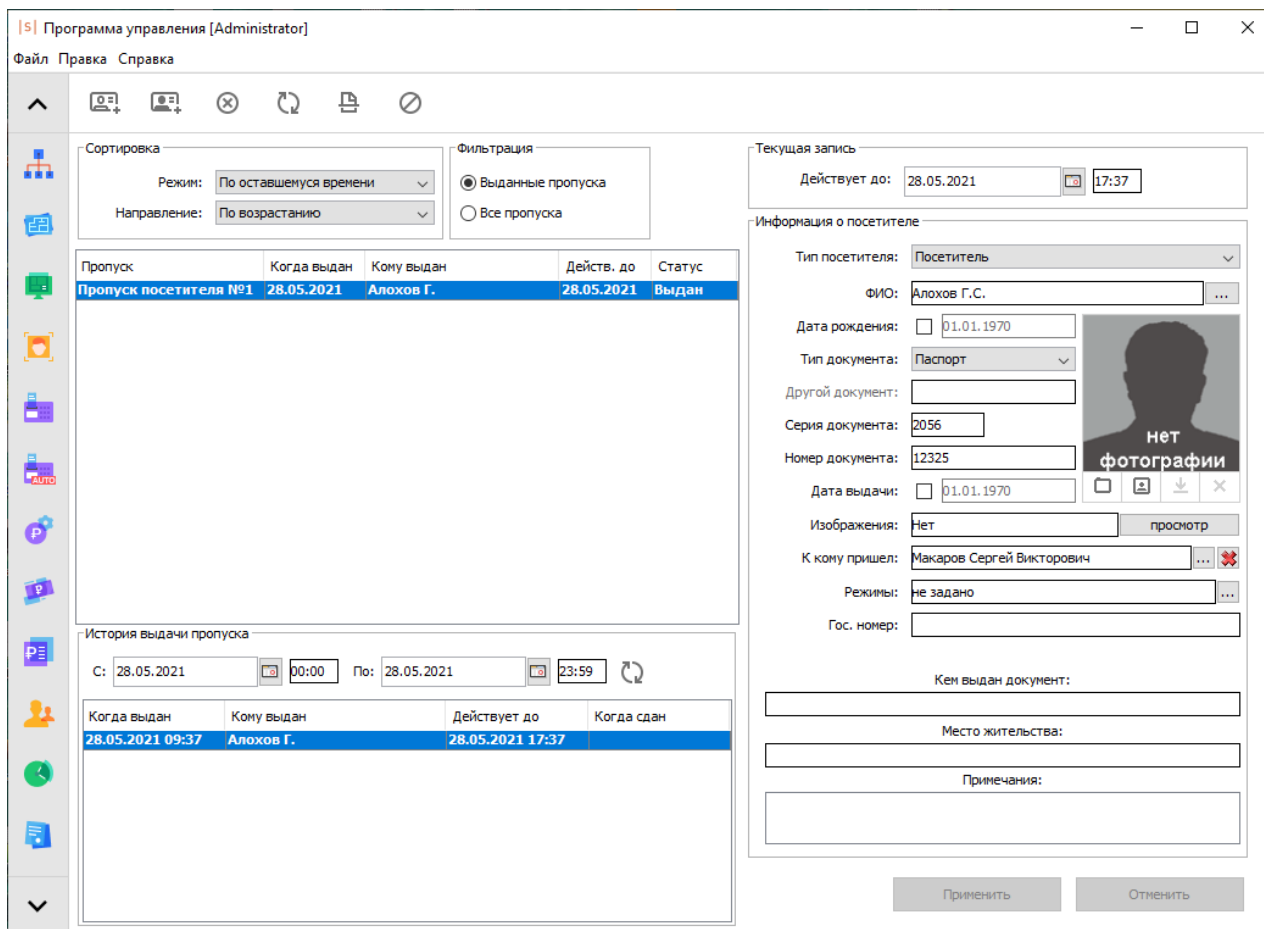 |S| Программа управления [Administrator]
Файл Правка Справка
Сортировка
Режим: По оставшемуся времени
Направление: По возрастанию
Фильтрация
Выданные пропуска
Все пропуска
Пропуск Когда выдан Кому выдан Действ. до Статус
Пропуск посетителя №1 28.05.2021 Алохов Г. 28.05.2021 Выдан
История выдачи пропуска
С: 28.05.2021 00:00 По: 28.05.2021 23:59
Когда выдан Кому выдан Действует до Когда сдан
28.05.2021 09:37 Алохов Г. 28.05.2021 17:37
AUTO
Текущая запись
Действует до: 28.05.2021 17:37
Информация о посетителе
Тип посетителя: Посетитель
ФИО: Алохов Г.С. ...
Дата рождения: 01.01.1970
Тип документа: Паспорт
Другой документ:
Серия документа: 2056
Номер документа: 12325
нет
фотографии
Дата выдачи: 01.01.1970
Изображения: Нет просмотр
К кому пришел: Макаров Сергей Викторович ...
Режимы: не задано ...
Гос. номер:
Кем выдан документ:
Место жительства:
Примечания:
Применить Отменить